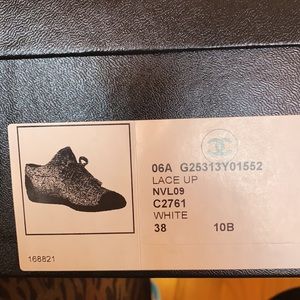 06A G25313Y01552
LACE UP
NVL09
C2761
WHITE
38 10B
168821